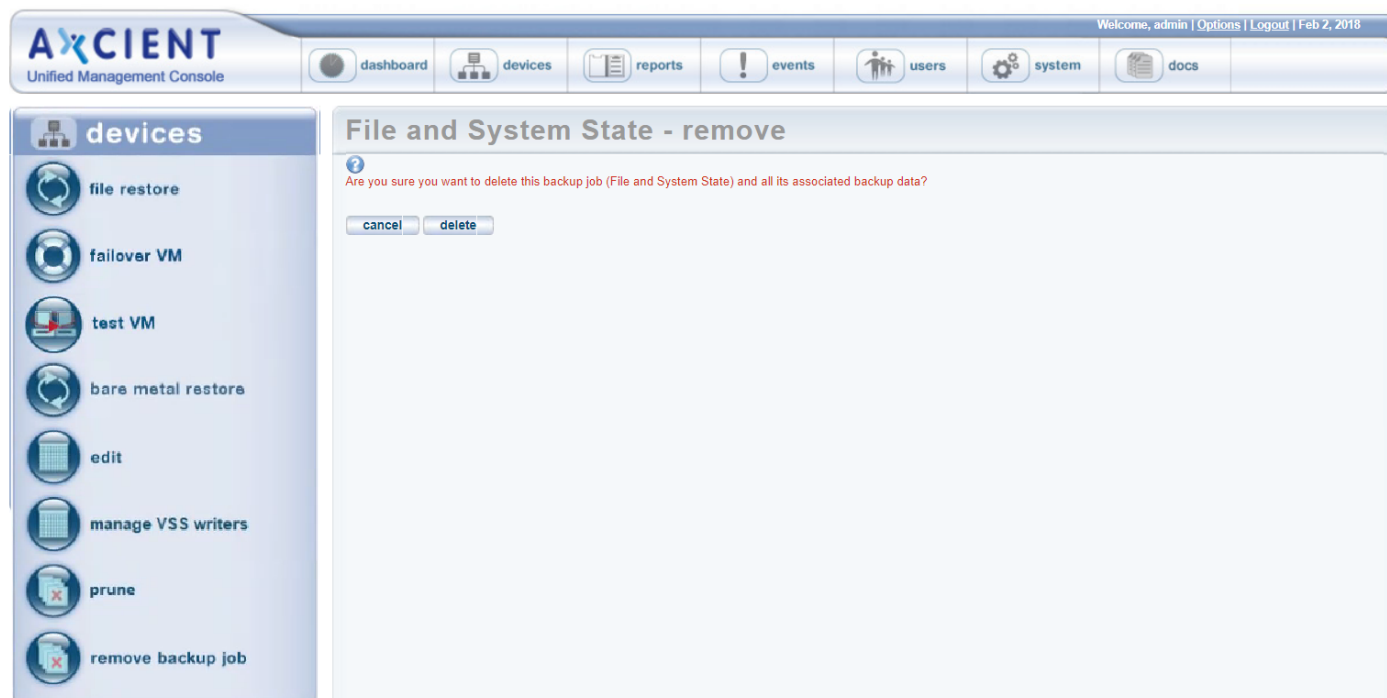 AXCIENT
Unified Management Console
Welcome, admin | Options | Logout | Feb 2, 2018
dashboard devices reports events users system docs
devices
file restore
failover VM
test VM
bare metal restore
edit
manage VSS writers
prune
remove backup job
File and System State - remove
?
Are you sure you want to delete this backup job (File and System State) and all its associated backup data?
cancel delete